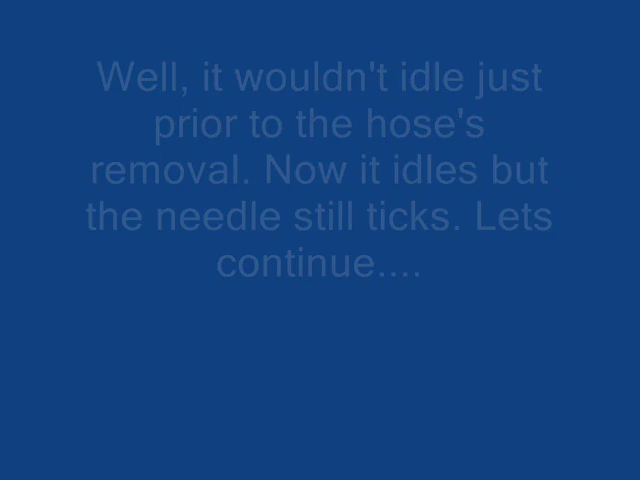 Well, it wouldn't idle just
prior to the hose's
removal. Now it idles but
the needle still ticks. Lets
continue....